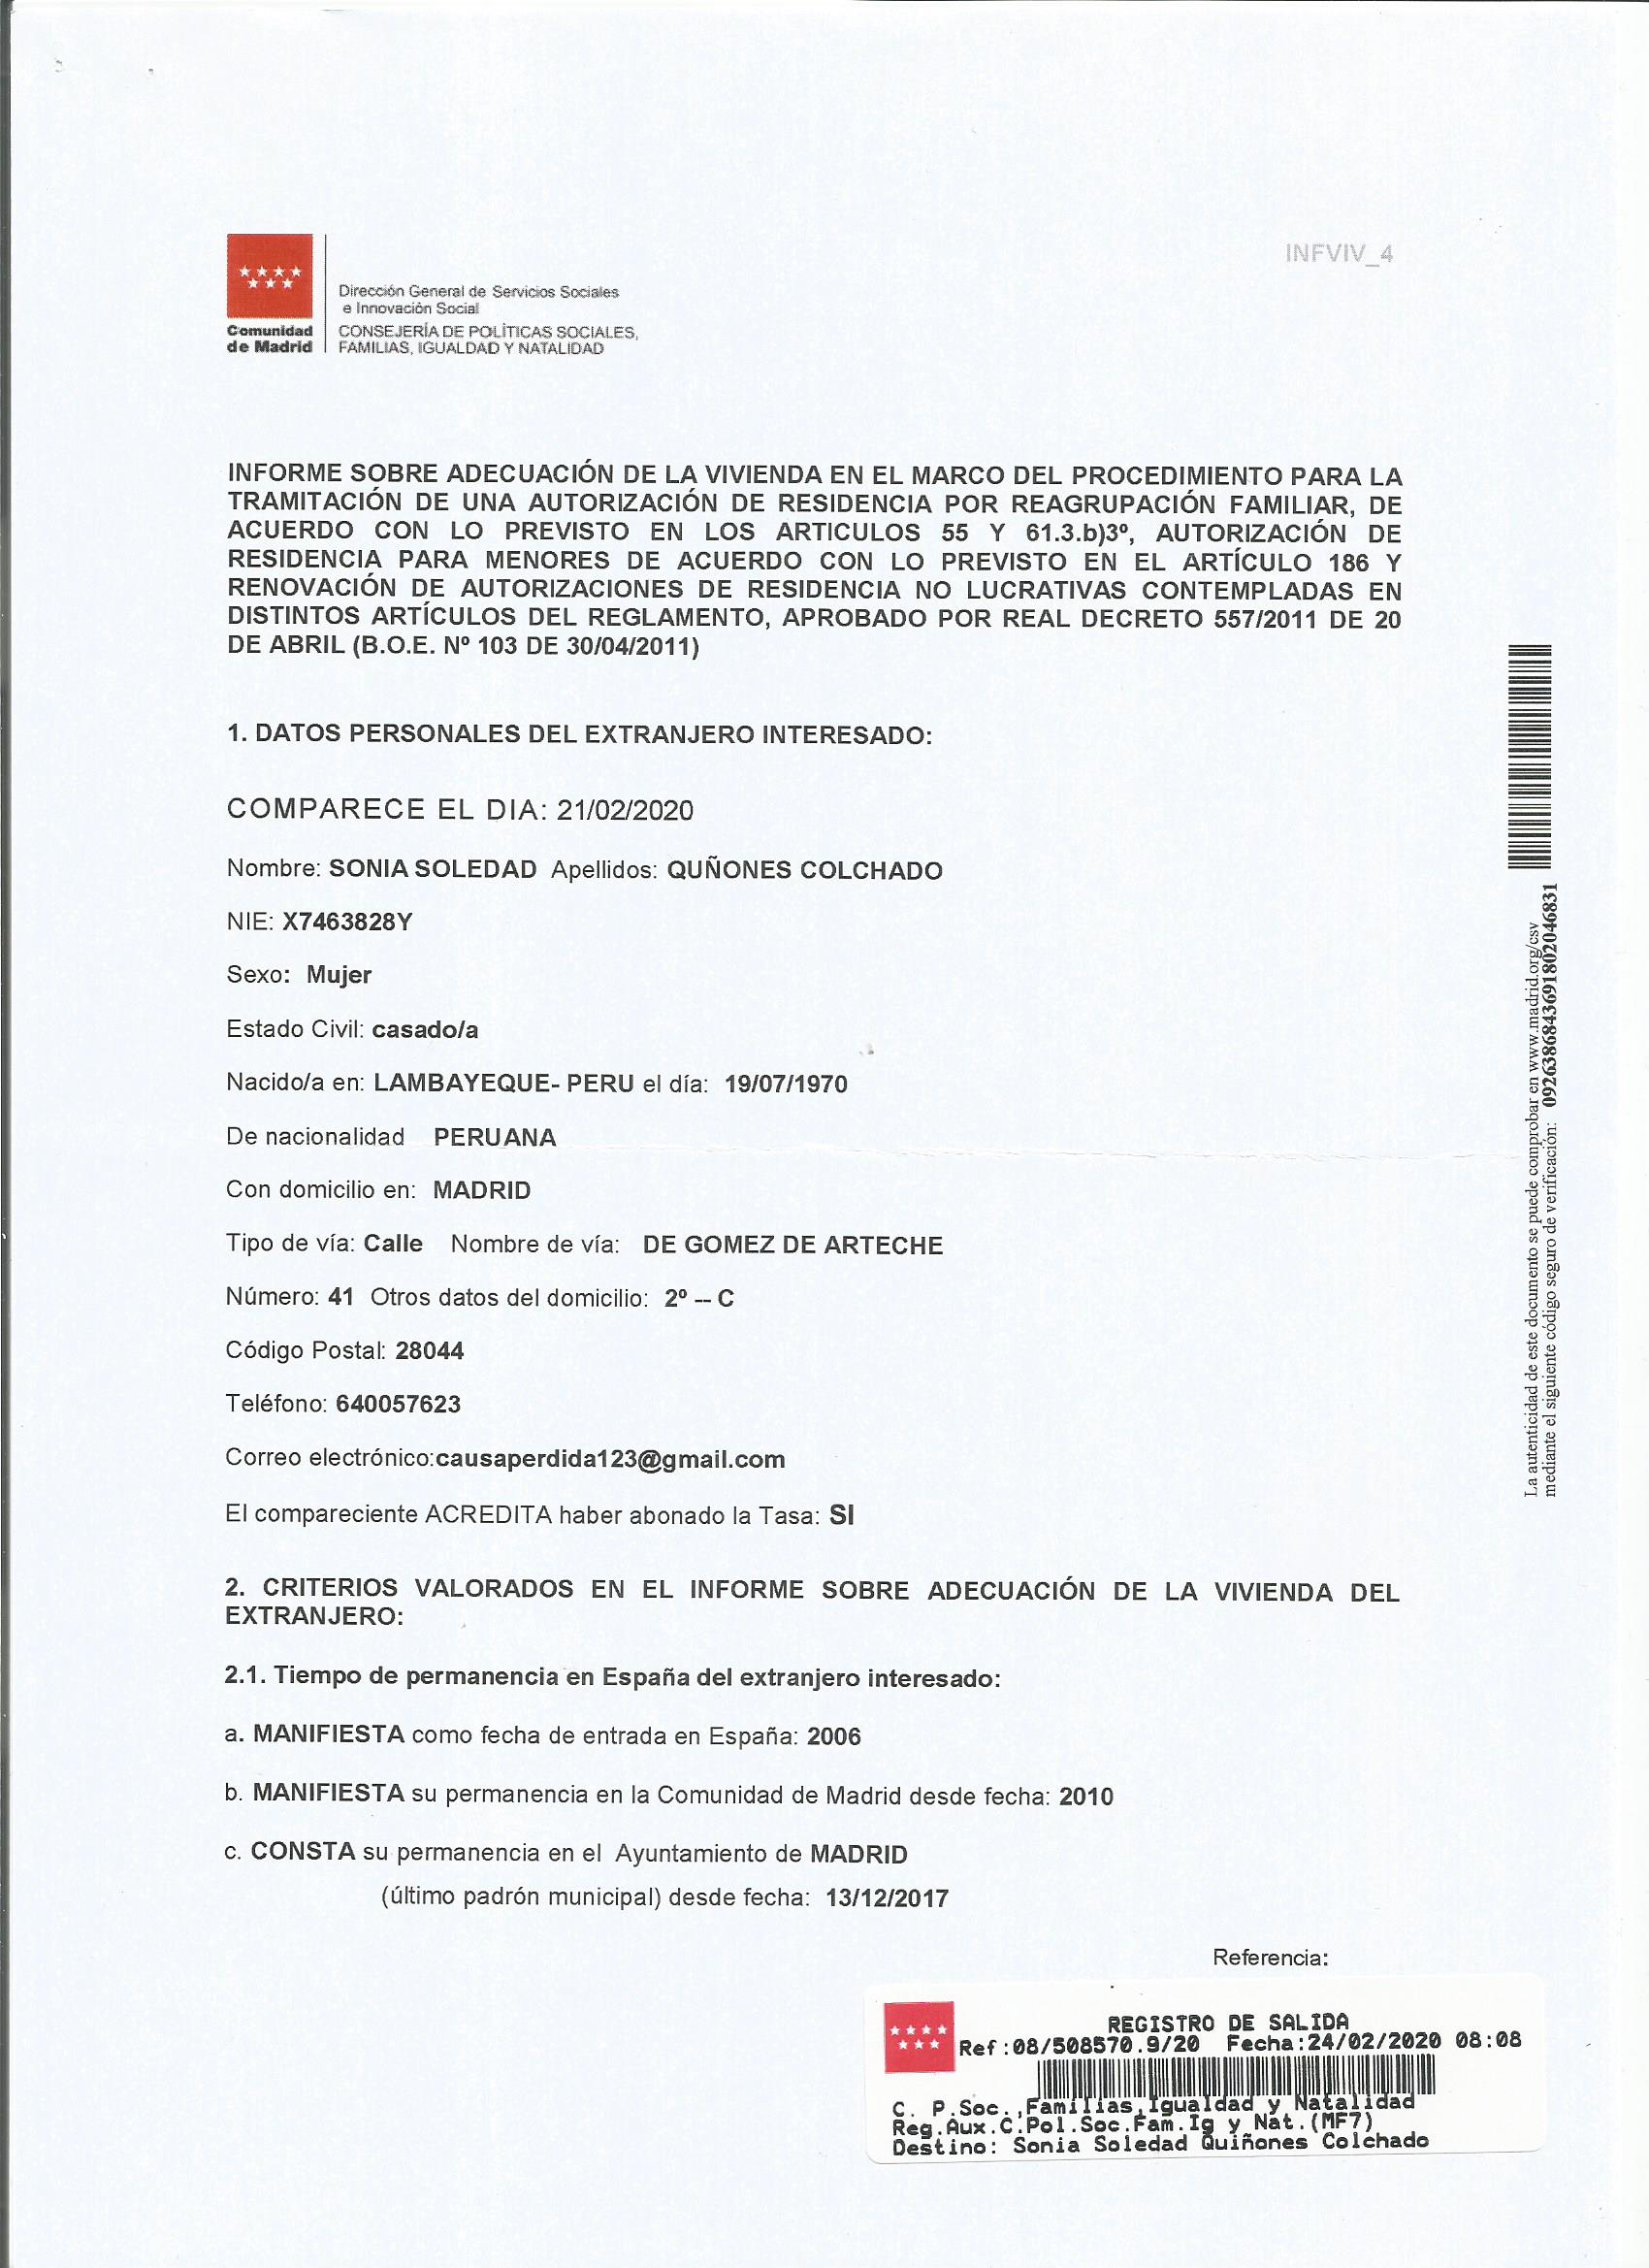 INFVIV_4
Comunidad
de Madrid
Dirección General de Servicios Sociales
e Innovación Social
CONSEJERÍA DE POLÍTICAS SOCIALES,
FAMILIAS, IGUALDAD Y NATALIDAD
INFORME SOBRE ADECUACIÓN DE LA VIVIENDA EN EL MARCO DEL PROCEDIMIENTO PARA LA
TRAMITACIÓN DE UNA AUTORIZACIÓN DE RESIDENCIA POR REAGRUPACIÓN FAMILIAR, DE
ACUERDO CON LO PREVISTO EN LOS ARTICULOS 55 Y 61.3.b)3º, AUTORIZACIÓN DE
RESIDENCIA PARA MENORES DE ACUERDO CON LO PREVISTO EN EL ARTÍCULO 186 Y
RENOVACIÓN DE AUTORIZACIONES DE RESIDENCIA NO LUCRATIVAS CONTEMPLADAS EN
DISTINTOS ARTÍCULOS DEL REGLAMENTO, APROBADO POR REAL DECRETO 557/2011 DE 20
DE ABRIL (B.O.E. Nº 103 DE 30/04/2011)
1. DATOS PERSONALES DEL EXTRANJERO INTERESADO:
COMPARECE EL DIA: 21/02/2020
Nombre: SONIA SOLEDAD Apellidos: QUÑONES COLCHADO
NIE: X7463828Y
Sexo: Mujer
Estado Civil: casado/a
Nacido/a en: LAMBAYEQUE- PERU el día: 19/07/1970
De nacionalidad PERUANA
Con domicilio en: MADRID
Tipo de vía: Calle Nombre de vía: DE GOMEZ DE ARTECHE
Número: 41 Otros datos del domicilio: 2º -- C
Código Postal: 28044
Teléfono: 640057623
Correo electrónico:causaperdida123@gmail.com
El compareciente ACREDITA haber abonado la Tasa: SI
2. CRITERIOS VALORADOS EN EL INFORME SOBRE ADECUACIÓN DE LA VIVIENDA DEL
EXTRANJERO:
2.1. Tiempo de permanencia en España del extranjero interesado:
a. MANIFIESTA como fecha de entrada en España: 2006
b. MANIFIESTA su permanencia en la Comunidad de Madrid desde fecha: 2010
c. CONSTA su permanencia en el Ayuntamiento de MADRID
(último padrón municipal) desde fecha: 13/12/2017
Referencia:
REGISTRO DE SALIDA
Ref:08/508570.9/20 Fecha:24/02/2020 08:08
C. P.Soc.,Familias,Igualdad y Natalidad
Reg.Aux.C.Pol.Soc.Fam.Ig y Nat.(MF7)
Destino: Sonia Soledad Quiñones Colchado
La autenticidad de este documento se puede comprobar en www.madrid.org/csv
mediante el siguiente código seguro de verificación: 0926386843691802046831